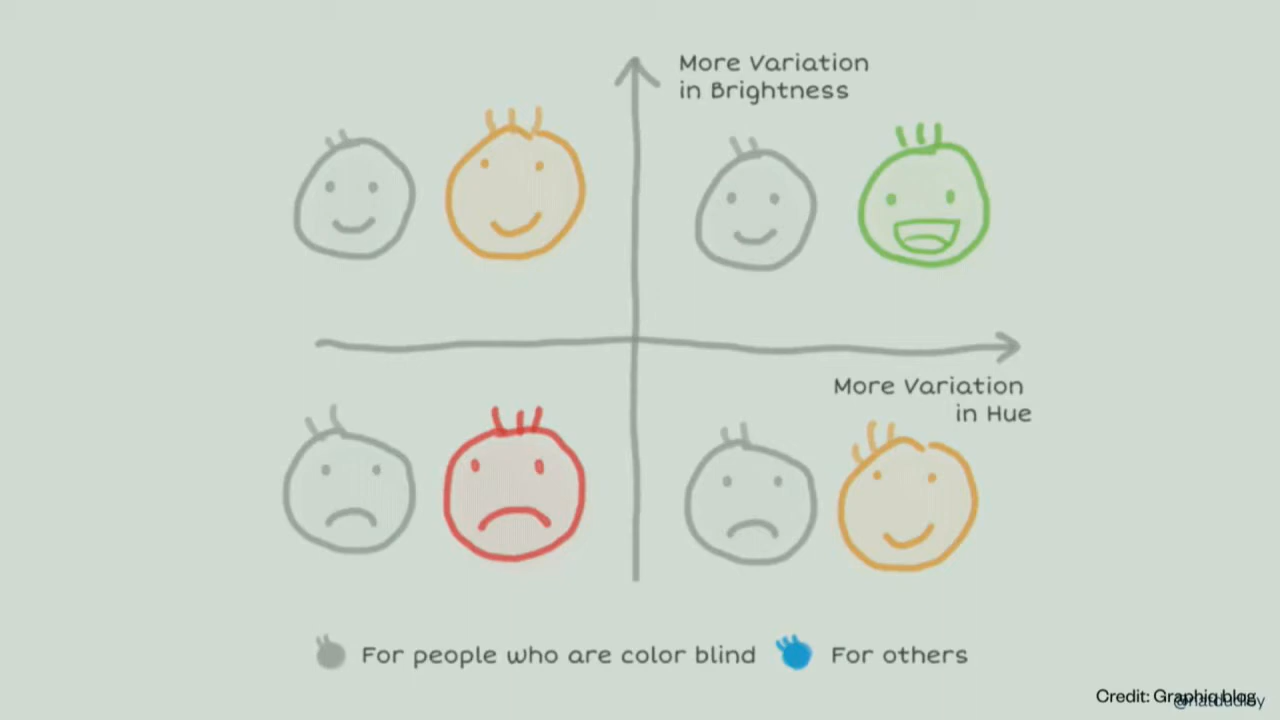 More Variation
in Brightness
More Variation
in Hue
For people who are color blind
For others
Credit: Graphiq blog
@natdudley